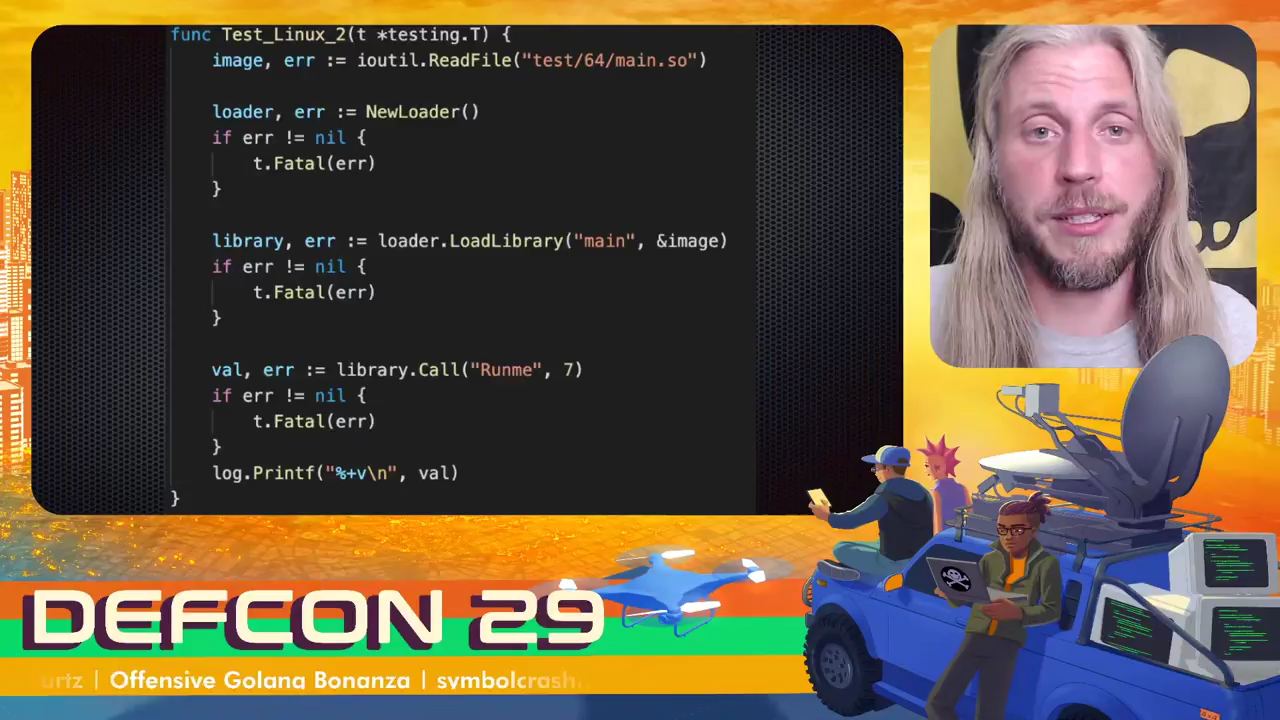 func Test_Linux_2(t *testing.T) {
image, err := ioutil.ReadFile("test/64/main.so")
loader, err := NewLoader()
if err != nil {
t.Fatal(err)
}
library, err := loader.LoadLibrary("main", &image)
if err != nil {
t.Fatal(err)
}
val, err := library.Call("Runme", 7)
if err != nil {
t.Fatal(err)
}
log.Printf("%+v\n", val)
}
DEFCON 29
urtz | Offensive Golang Bonanza | symbolcrash.